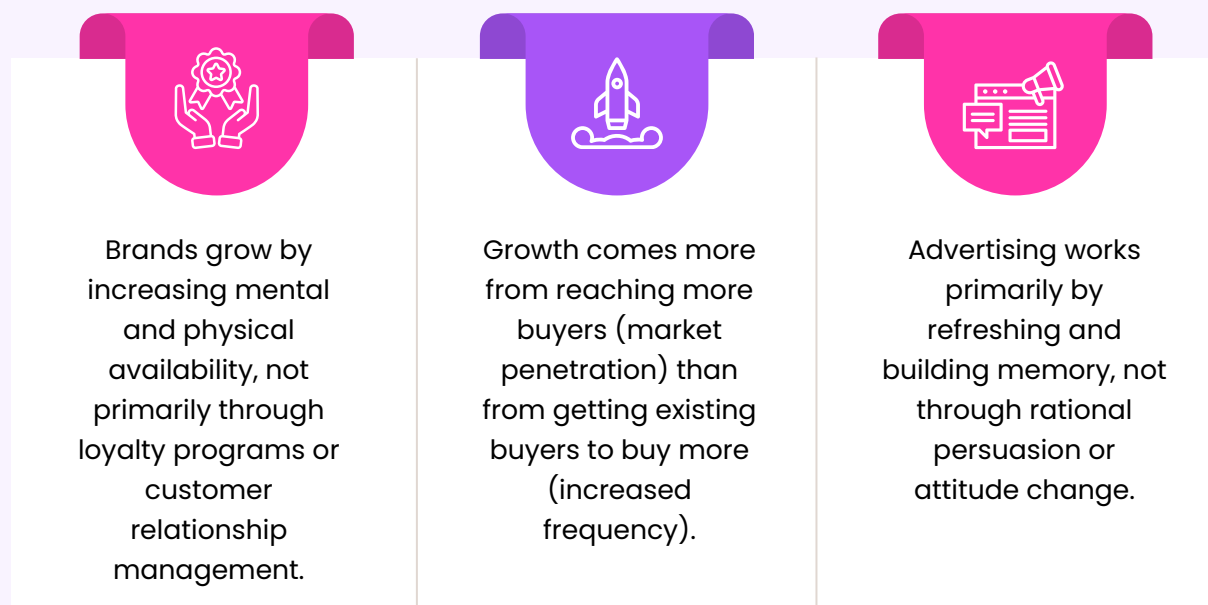 Brands grow by
increasing mental
and physical
availability, not
primarily through
loyalty programs or
customer
relationship
management.
Growth comes more
from reaching more
buyers (market
penetration) than
from getting existing
buyers to buy more
(increased
frequency).
Advertising works
primarily by
refreshing and
building memory, not
through rational
persuasion or
attitude change.